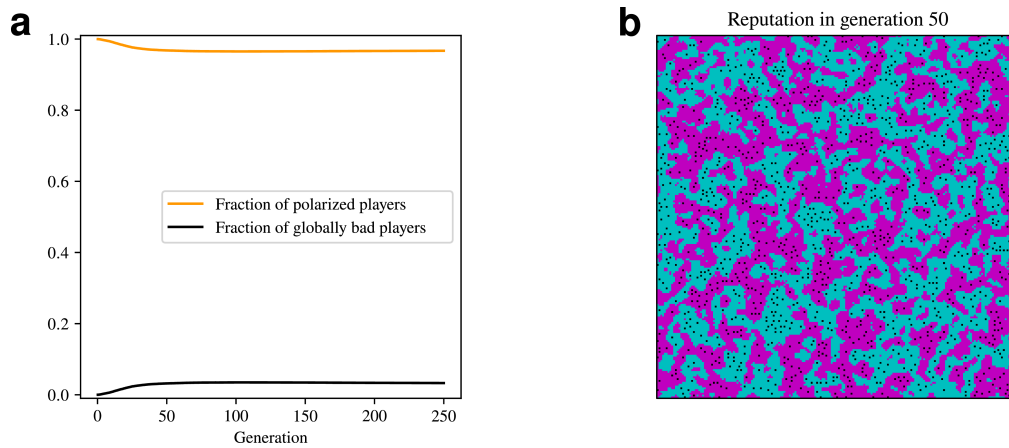 a
1.0
0.8
0.6
0.4
0.2
0.0
Fraction of polarized players
Fraction of globally bad players
0 50 100 150 200 250
Generation
b
Reputation in generation 50